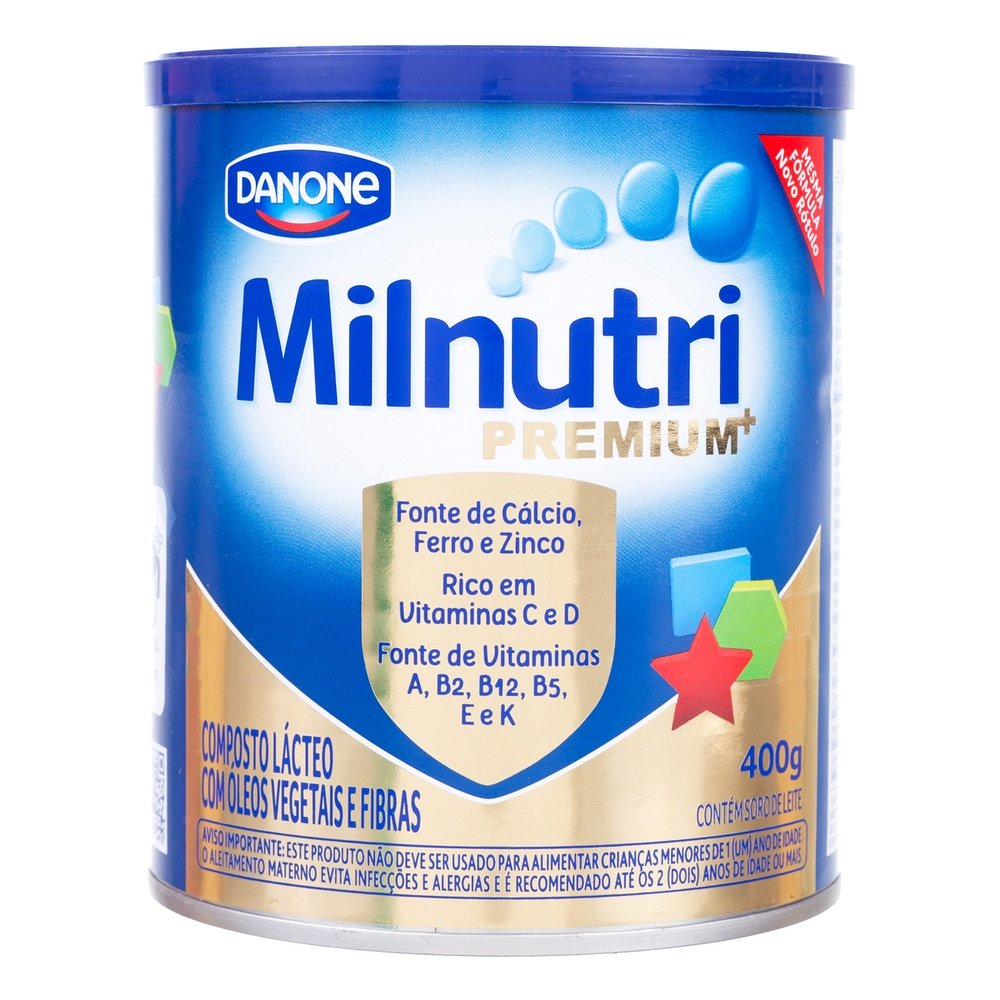 DANONE
MESMA
FÓRMULA
Novo Rótulo
Milnutri
PREMIUM+
Fonte de Cálcio,
Ferro e Zinco
Rico em
Vitaminas C e D
Fonte de Vitaminas
A, B2, B12, B5,
E e K
COMPOSTO LÁCTEO
COM ÓLEOS VEGETAIS E FIBRAS
400g
CONTÉM SORO DE LEITE
AVISO IMPORTANTE: ESTE PRODUTO NÃO DEVE SER USADO PARA ALIMENTAR CRIANÇAS MENORES DE 1 (UM) ANO DE IDADE.
O ALEITAMENTO MATERNO EVITA INFECÇÕES E ALERGIAS E É RECOMENDADO ATÉ OS 2 (DOIS) ANOS DE IDADE OU MAIS.